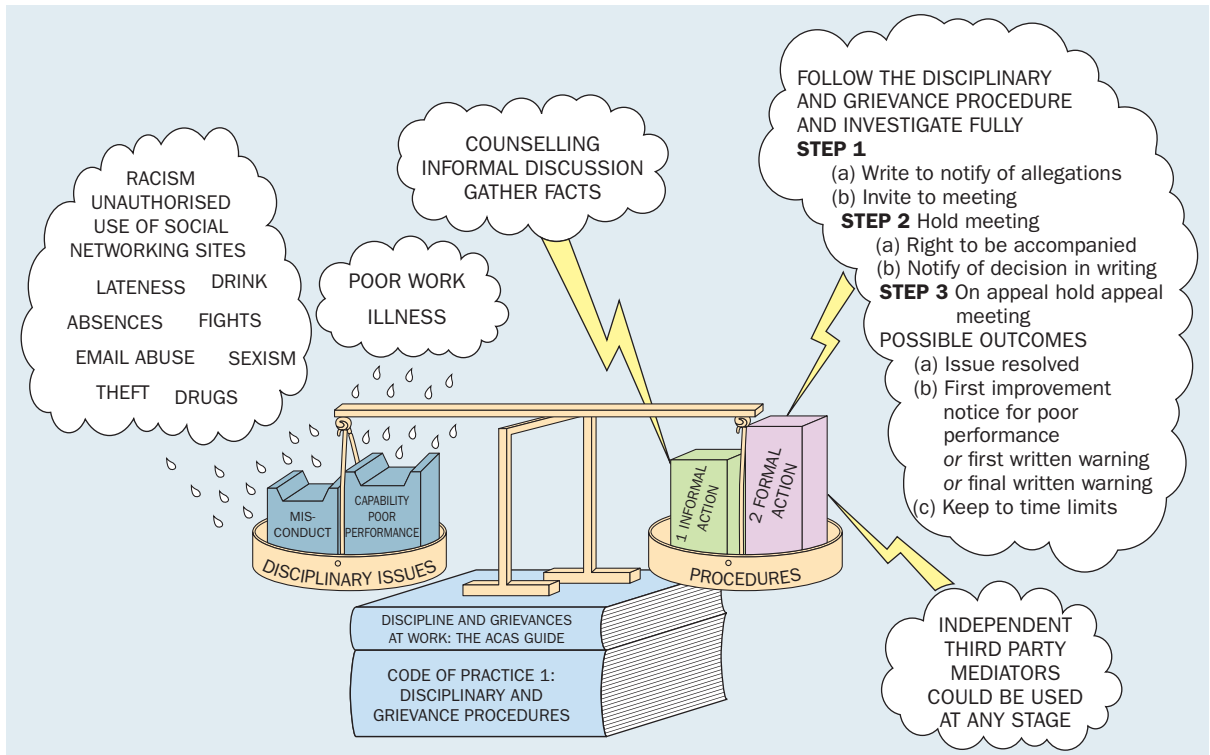 RACISM
UNAUTHORISED
USE OF SOCIAL
NETWORKING SITES
LATENESS DRINK
ABSENCES FIGHTS
EMAIL ABUSE SEXISM
THEFT DRUGS
POOR WORK
ILLNESS
COUNSELLING
INFORMAL DISCUSSION
GATHER FACTS
FOLLOW THE DISCIPLINARY
AND GRIEVANCE PROCEDURE
AND INVESTIGATE FULLY
STEP 1
(a) Write to notify of allegations
(b) Invite to meeting
STEP 2 Hold meeting
(a) Right to be accompanied
(b) Notify of decision in writing
STEP 3 On appeal hold appeal
meeting
POSSIBLE OUTCOMES
(a) Issue resolved
(b) First improvement
notice for poor
performance
or first written warning
or final written warning
(c) Keep to time limits
MIS-
CONDUCT
CAPABILITY
POOR
PERFORMANCE
DISCIPLINARY ISSUES
1 INFORMAL
ACTION
2 FORMAL
ACTION
PROCEDURES
DISCIPLINE AND GRIEVANCES
AT WORK: THE ACAS GUIDE
CODE OF PRACTICE 1:
DISCIPLINARY AND
GRIEVANCE PROCEDURES
INDEPENDENT
THIRD PARTY
MEDIATORS
COULD BE USED
AT ANY STAGE